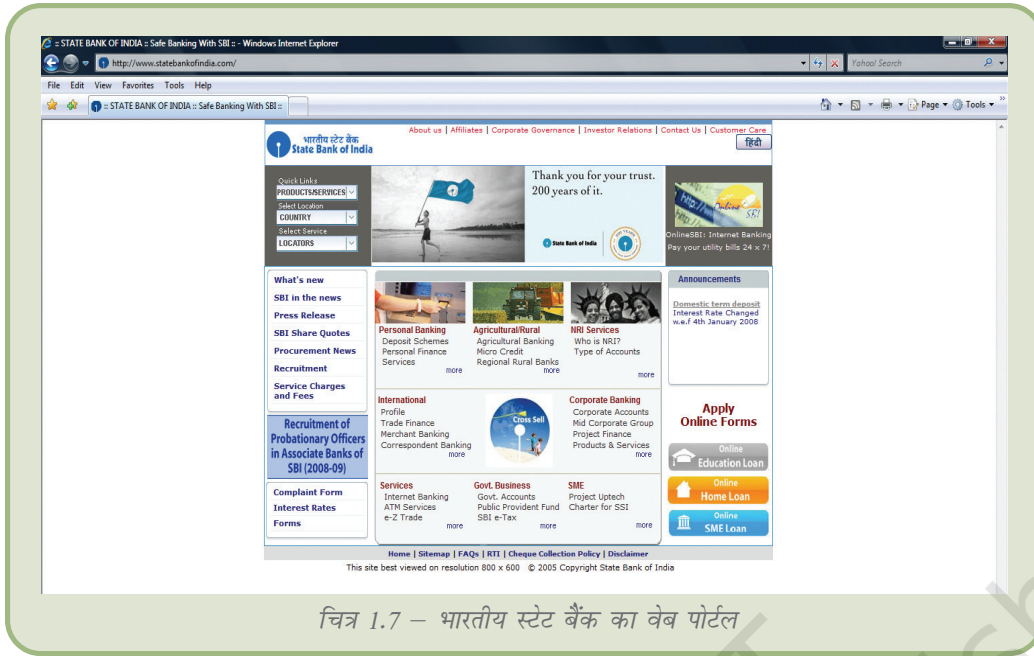 :: STATE BANK OF INDIA :: Safe Banking With SBI :: - Windows Internet Explorer
http://www.statebankofindia.com/
Yahoo! Search
File Edit View Favorites Tools Help
:: STATE BANK OF INDIA :: Safe Banking With SBI ::
Page Tools
About us | Affiliates | Corporate Governance | Investor Relations | Contact Us | Customer Care
भारतीय स्टेट बैंक
State Bank of India
हिंदी
Quick Links
PRODUCTS/SERVICES
Select Location
COUNTRY
Select Service
LOCATORS
Thank you for your trust.
200 years of it.
State Bank of India
http://
Online SBI
OnlineSBI: Internet Banking
Pay your utility bills 24 x 7!
What's new
SBI in the news
Press Release
SBI Share Quotes
Procurement News
Recruitment
Service Charges
and Fees
Recruitment of
Probationary Officers
in Associate Banks of
SBI (2008-09)
Complaint Form
Interest Rates
Forms
Personal Banking
Deposit Schemes
Personal Finance
Services
more
Agricultural/Rural
Agricultural Banking
Micro Credit
Regional Rural Banks
more
NRI Services
Who is NRI?
Type of Accounts
more
International
Profile
Trade Finance
Merchant Banking
Correspondent Banking
more
Cross Sell
Corporate Banking
Corporate Accounts
Mid Corporate Group
Project Finance
Products & Services
more
Services
Internet Banking
ATM Services
e-Z Trade
more
Govt. Business
Govt. Accounts
Public Provident Fund
SBI e-Tax
more
SME
Project Uptech
Charter for SSI
more
Announcements
Domestic term deposit
Interest Rate Changed
w.e.f 4th January 2008
Apply
Online Forms
Online
Education Loan
Online
Home Loan
Online
SME Loan
Home | Sitemap | FAQs | RTI | Cheque Collection Policy | Disclaimer
This site best viewed on resolution 800 x 600 © 2005 Copyright State Bank of India
चित्र 1.7 – भारतीय स्टेट बैंक का वेब पोर्टल